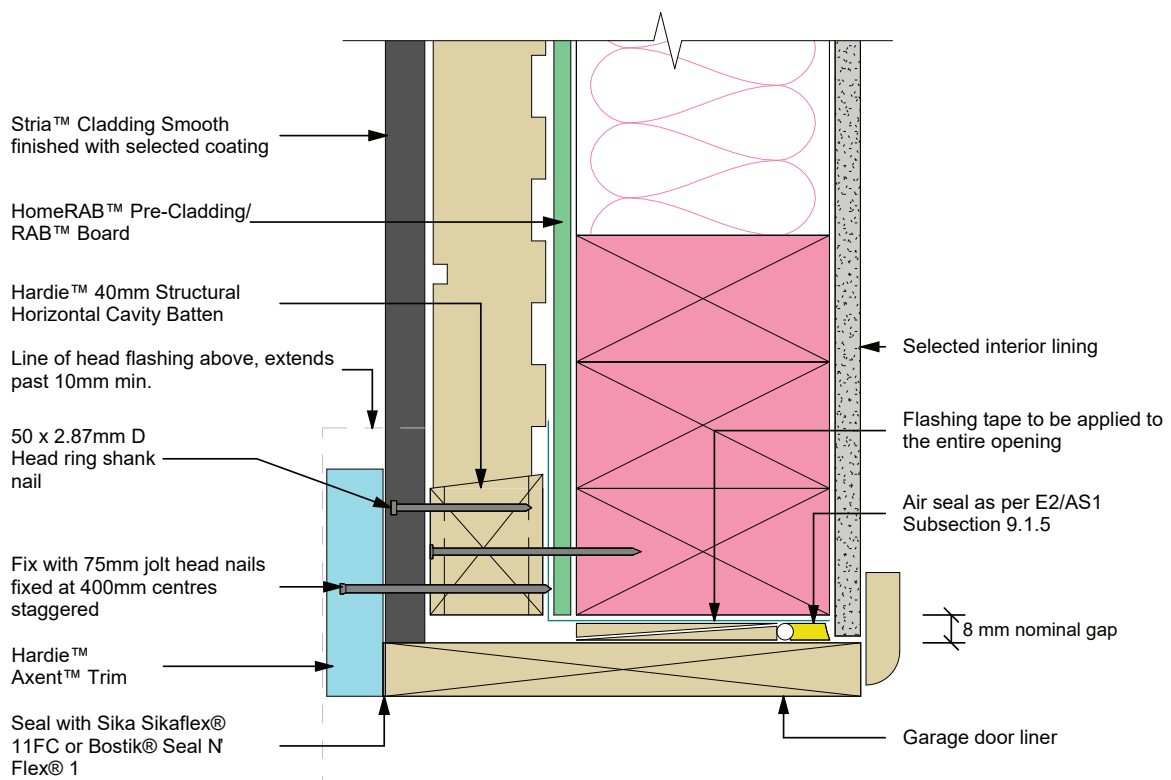 Stria™ Cladding Smooth
finished with selected coating
HomeRAB™ Pre-Cladding/
RAB™ Board
Hardie™ 40mm Structural
Horizontal Cavity Batten
Line of head flashing above, extends
past 10mm min.
50 x 2.87mm D
Head ring shank
nail
Fix with 75mm jolt head nails
fixed at 400mm centres
staggered
Hardie™
Axent™ Trim
Seal with Sika Sikaflex®
11FC or Bostik® Seal N'
Flex® 1
Selected interior lining
Flashing tape to be applied to
the entire opening
Air seal as per E2/AS1
Subsection 9.1.5
8 mm nominal gap
Garage door liner